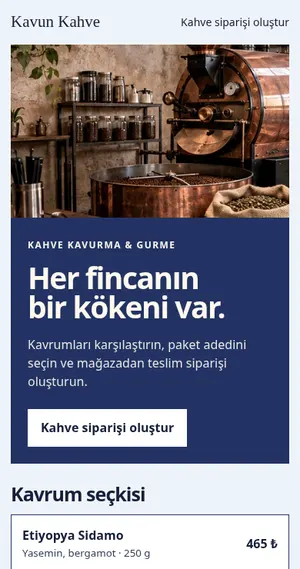 Kavun Kahve
Kahve siparişi oluştur
KAHVE KAVURMA & GURME
Her fincanın
bir kökeni var.
Kavrumları karşılaştırın, paket adedini
seçin ve mağazadan teslim siparişi
oluşturun.
Kahve siparişi oluştur
Kavrum seçkisi
Etiyopya Sidamo
Yasemin, bergamot · 250 g
465 ₺